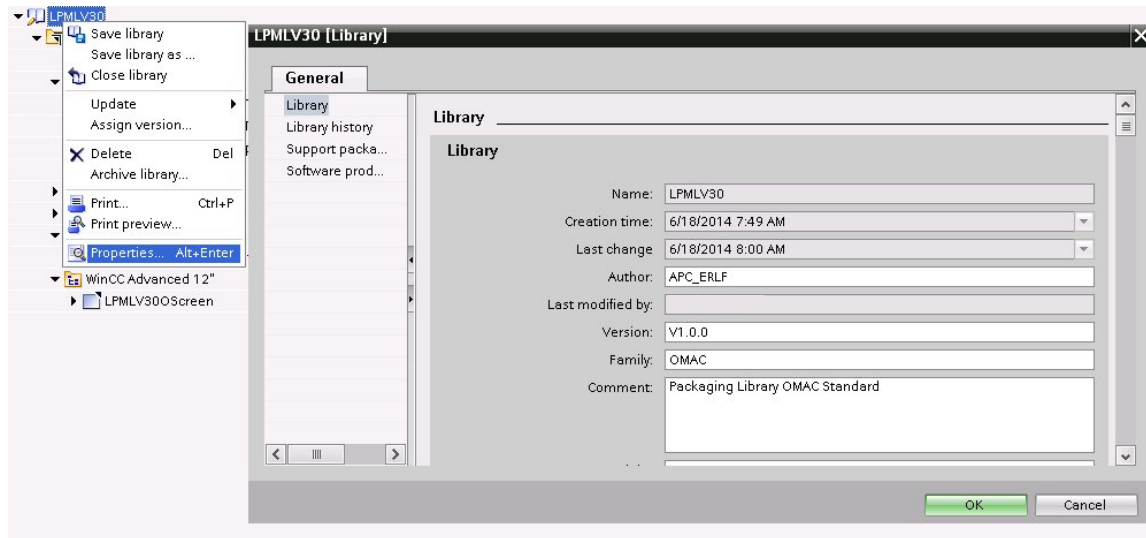 LPMLV30
Save library
Save library as ...
Close library
Update
Assign version...
Delete Del
Archive library...
Print... Ctrl+P
Print preview...
Properties... Alt+Enter
WinCC Advanced 12"
LPMLV30OScreen
LPMLV30 [Library]
General
Library
Library history
Support packa...
Software prod...
Library
Library
Name: LPMLV30
Creation time: 6/18/2014 7:49 AM
Last change 6/18/2014 8:00 AM
Author: APC_ERLF
Last modified by:
Version: V1.0.0
Family: OMAC
Comment: Packaging Library OMAC Standard
OK Cancel